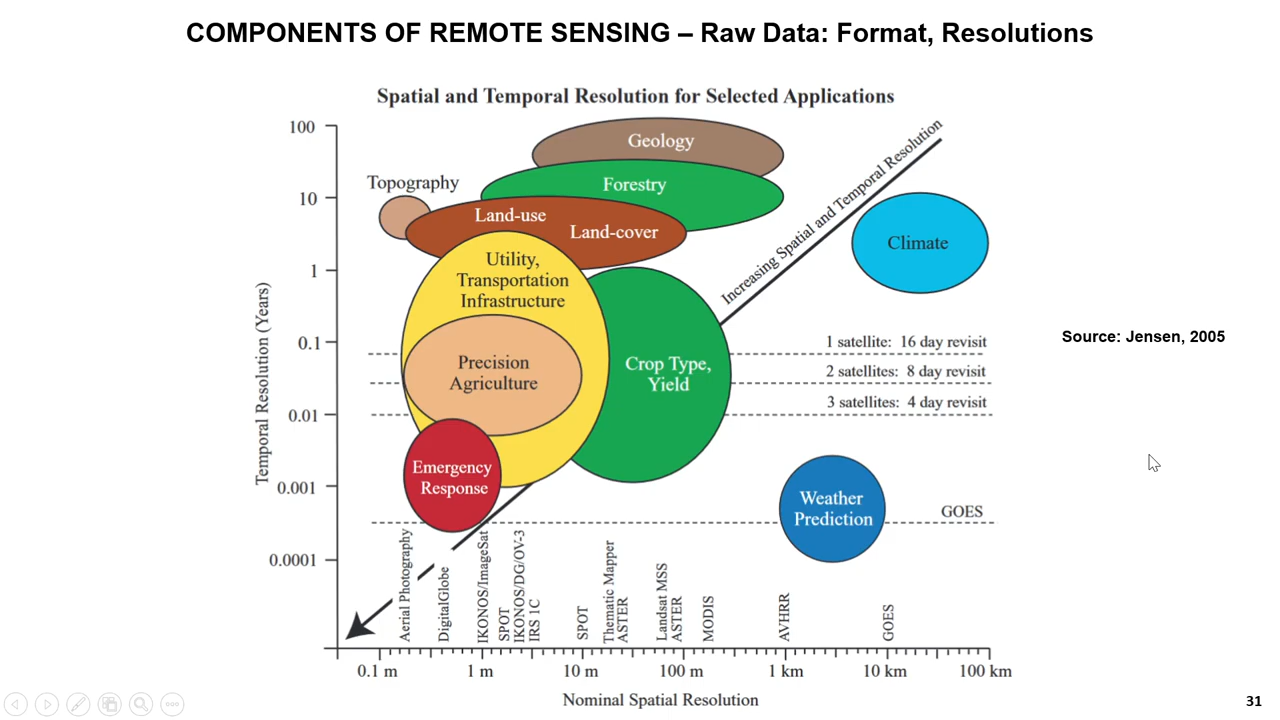 COMPONENTS OF REMOTE SENSING – Raw Data: Format, Resolutions
Spatial and Temporal Resolution for Selected Applications
Temporal Resolution (Years)
100
10
1
0.1
0.01
0.001
0.0001
Geology
Topography
Forestry
Land-use
Land-cover
Utility,
Transportation
Infrastructure
Precision
Agriculture
Crop Type,
Yield
Emergency
Response
Increasing Spatial and Temporal Resolution
Climate
1 satellite: 16 day revisit
2 satellites: 8 day revisit
3 satellites: 4 day revisit
Weather
Prediction
GOES
Source: Jensen, 2005
Aerial Photography
DigitalGlobe
IKONOS/ImageSat
SPOT
IKONOS/DG/OV-3
IRS 1C
SPOT
Thematic Mapper
ASTER
Landsat MSS
ASTER
MODIS
AVHRR
GOES
0.1 m
1 m
10 m
100 m
1 km
10 km
100 km
Nominal Spatial Resolution
31